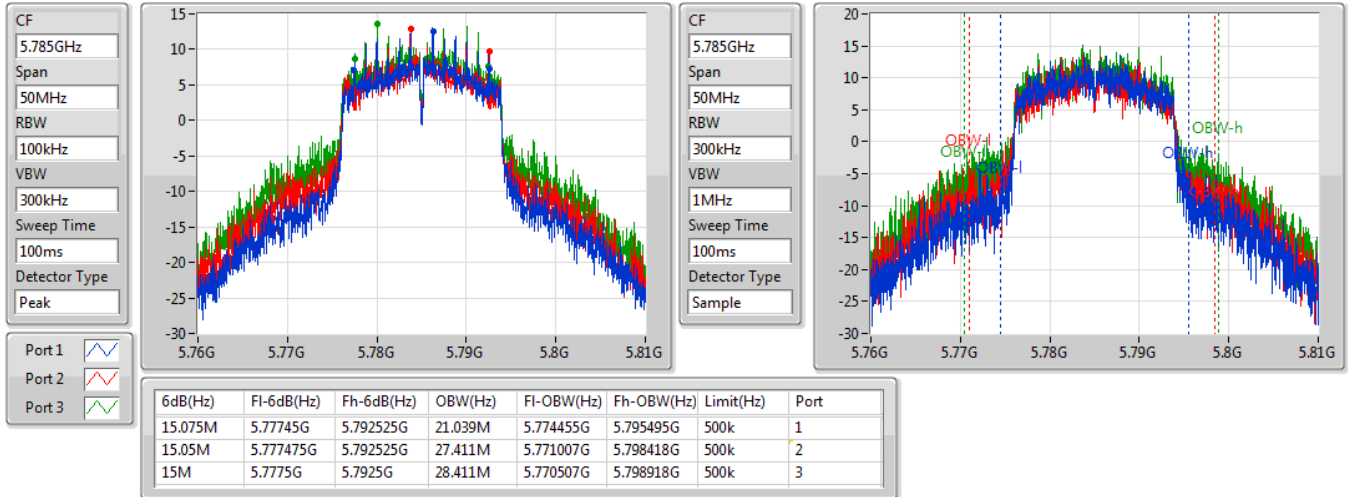 CF
5.785GHz
Span
50MHz
RBW
100kHz
VBW
300kHz
Sweep Time
100ms
Detector Type
Peak
15
10
5
0
-5
-10
-15
-20
-25
-30
5.76G 5.77G 5.78G 5.79G 5.8G 5.81G
CF
5.785GHz
Span
50MHz
RBW
300kHz
VBW
1MHz
Sweep Time
100ms
Detector Type
Sample
20
15
10
5
0
-5
-10
-15
-20
-25
-30
OBW-h
OBW-h
5.76G 5.77G 5.78G 5.79G 5.8G 5.81G
Port 1
Port 2
Port 3
6dB(Hz) Fl-6dB(Hz) Fh-6dB(Hz) OBW(Hz) Fl-OBW(Hz) Fh-OBW(Hz) Limit(Hz) Port
15.075M 5.77745G 5.792525G 21.039M 5.774455G 5.795495G 500k 1
15.05M 5.777475G 5.792525G 27.411M 5.771007G 5.798418G 500k 2
15M 5.7775G 5.7925G 28.411M 5.770507G 5.798918G 500k 3